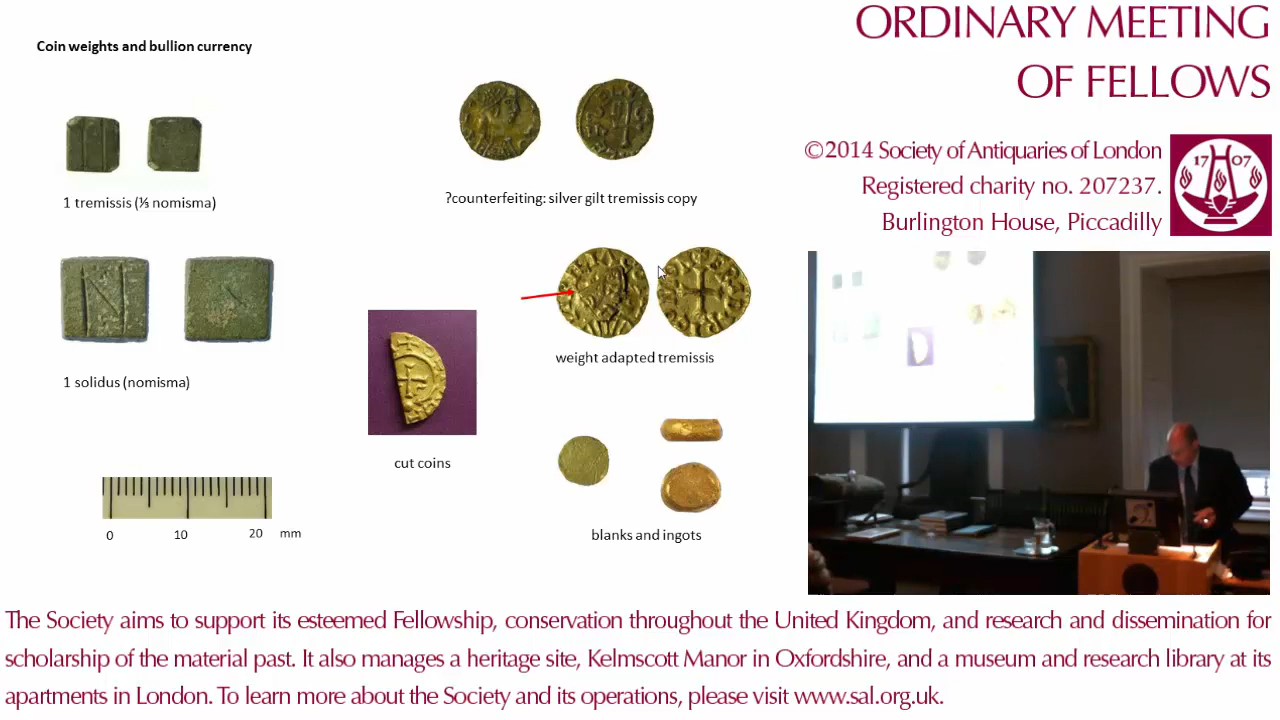 Coin weights and bullion currency
1 tremissis (⅓ nomisma)
?counterfeiting: silver gilt tremissis copy
weight adapted tremissis
1 solidus (nomisma)
cut coins
blanks and ingots
0 10 20 mm
ORDINARY MEETING
OF FELLOWS
©2014 Society of Antiquaries of London
Registered charity no. 207237.
Burlington House, Piccadilly
17 07
The Society aims to support its esteemed Fellowship, conservation throughout the United Kingdom, and research and dissemination for
scholarship of the material past. It also manages a heritage site, Kelmscott Manor in Oxfordshire, and a museum and research library at its
apartments in London. To learn more about the Society and its operations, please visit www.sal.org.uk.